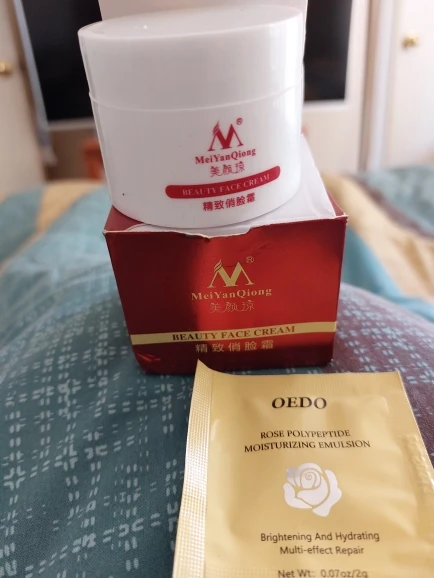 ®
MeiYanQiong
美颜琼
BEAUTY FACE CREAM
精致俏脸霜
®
MeiYanQiong
美颜琼
BEAUTY FACE CREAM
精致俏脸霜
OEDO
ROSE POLYPEPTIDE
MOISTURIZING EMULSION
Brightening And Hydrating
Multi-effect Repair
Net Wt: 0.07oz/2g